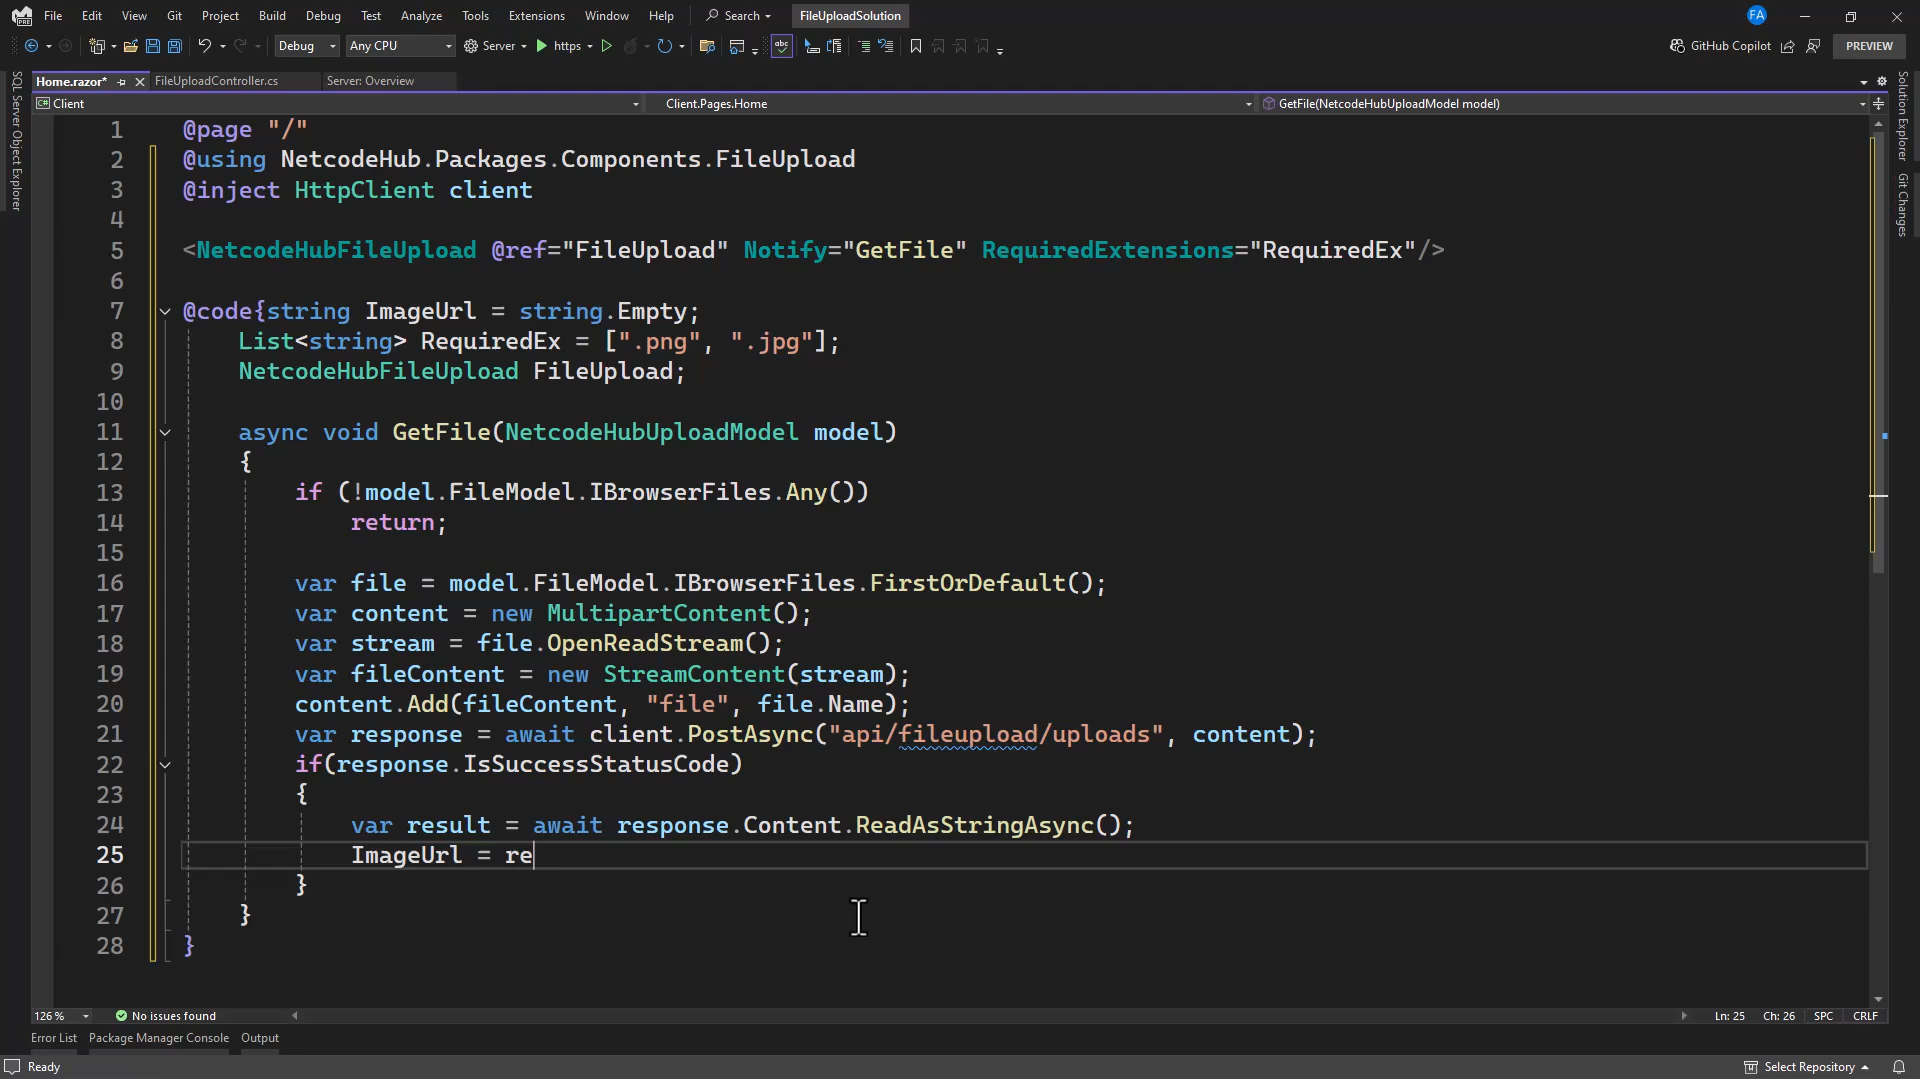 File Edit View Git Project Build Debug Test Analyze Tools Extensions Window Help Search FileUploadSolution FA
Debug Any CPU Server https abc GitHub Copilot PREVIEW
Home.razor* FileUploadController.cs Server: Overview
Client Client.Pages.Home GetFile(NetcodeHubUploadModel model)
SQL Server Object Explorer
Solution Explorer
Git Changes
1 @page "/"
2 @using NetcodeHub.Packages.Components.FileUpload
3 @inject HttpClient client
4
5 <NetcodeHubFileUpload @ref="FileUpload" Notify="GetFile" RequiredExtensions="RequiredEx"/>
6
7 @code{string ImageUrl = string.Empty;
8 List<string> RequiredEx = [".png", ".jpg"];
9 NetcodeHubFileUpload FileUpload;
10
11 async void GetFile(NetcodeHubUploadModel model)
12 {
13 if (!model.FileModel.IBrowserFiles.Any())
14 return;
15
16 var file = model.FileModel.IBrowserFiles.FirstOrDefault();
17 var content = new MultipartContent();
18 var stream = file.OpenReadStream();
19 var fileContent = new StreamContent(stream);
20 content.Add(fileContent, "file", file.Name);
21 var response = await client.PostAsync("api/fileupload/uploads", content);
22 if(response.IsSuccessStatusCode)
23 {
24 var result = await response.Content.ReadAsStringAsync();
25 ImageUrl = re
26 }
27 }
28 }
126 % No issues found Ln: 25 Ch: 26 SPC CRLF
Error List Package Manager Console Output
Ready Select Repository